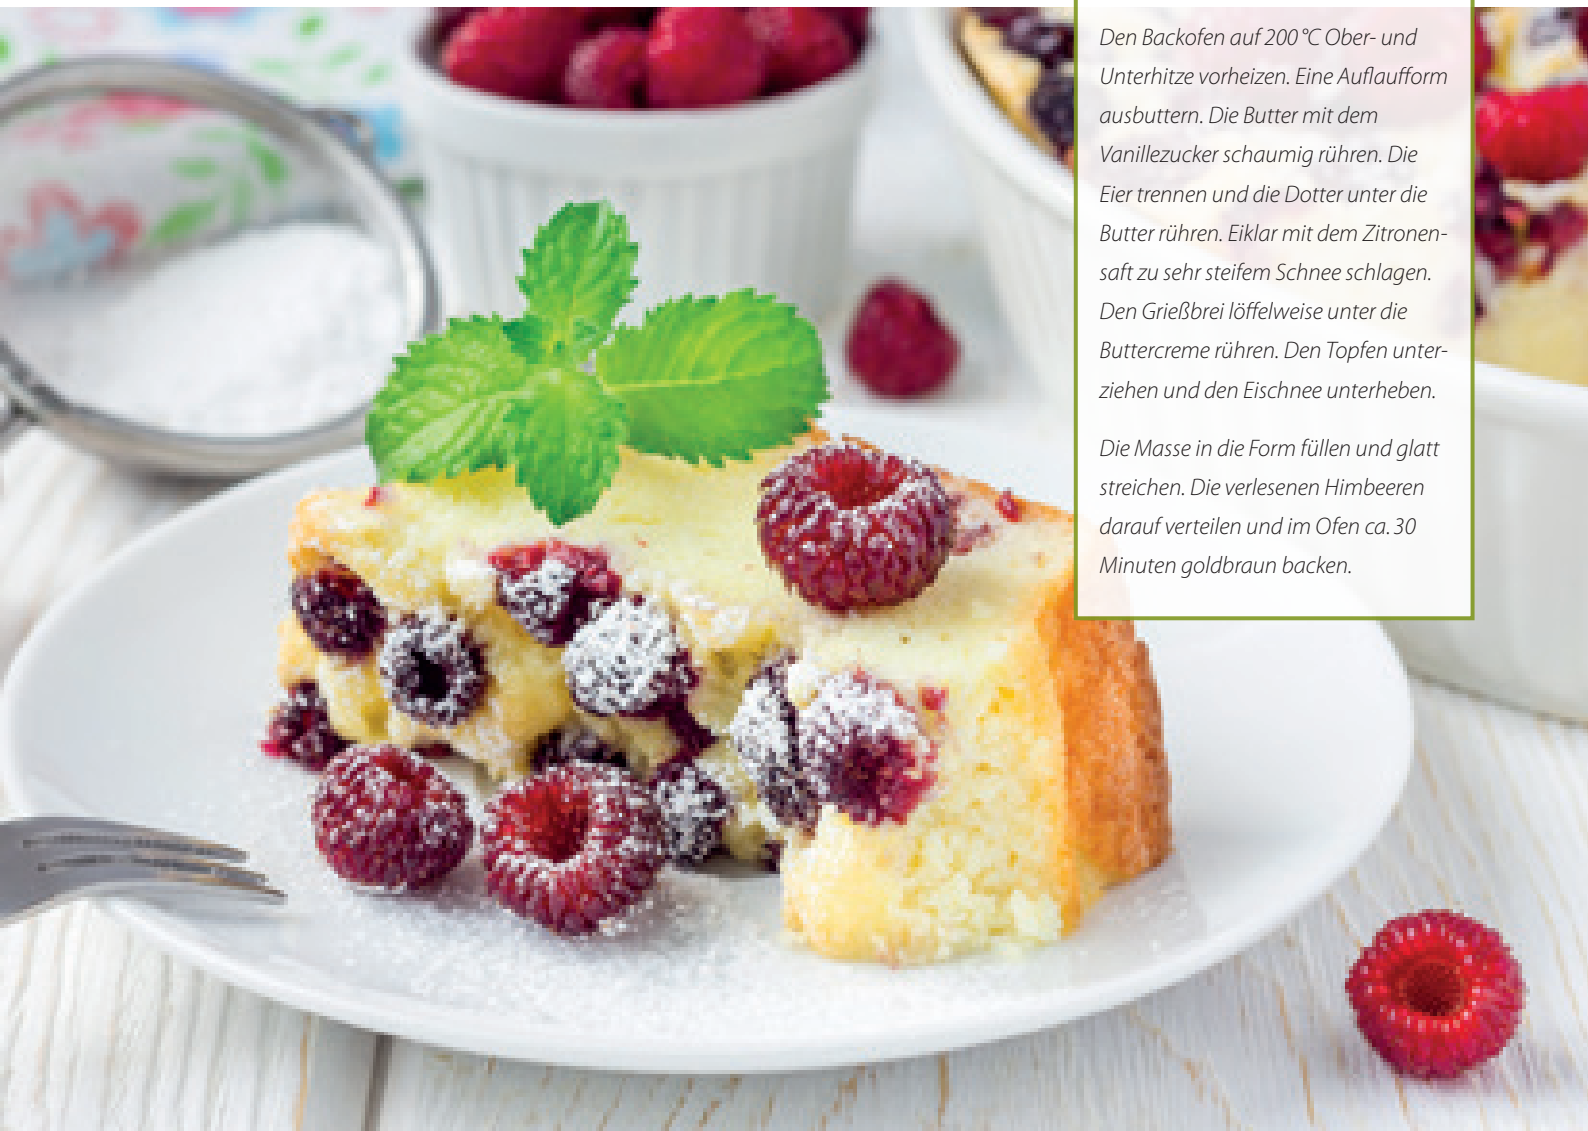 Den Backofen auf 200 °C Ober- und
Unterhitze vorheizen. Eine Auflaufform
ausbuttern. Die Butter mit dem
Vanillezucker schaumig rühren. Die
Eier trennen und die Dotter unter die
Butter rühren. Eiklar mit dem Zitronen-
saft zu sehr steifem Schnee schlagen.
Den Grießbrei löffelweise unter die
Buttercreme rühren. Den Topfen unter-
ziehen und den Eischnee unterheben.
Die Masse in die Form füllen und glatt
streichen. Die verlesenen Himbeeren
darauf verteilen und im Ofen ca. 30
Minuten goldbraun backen.